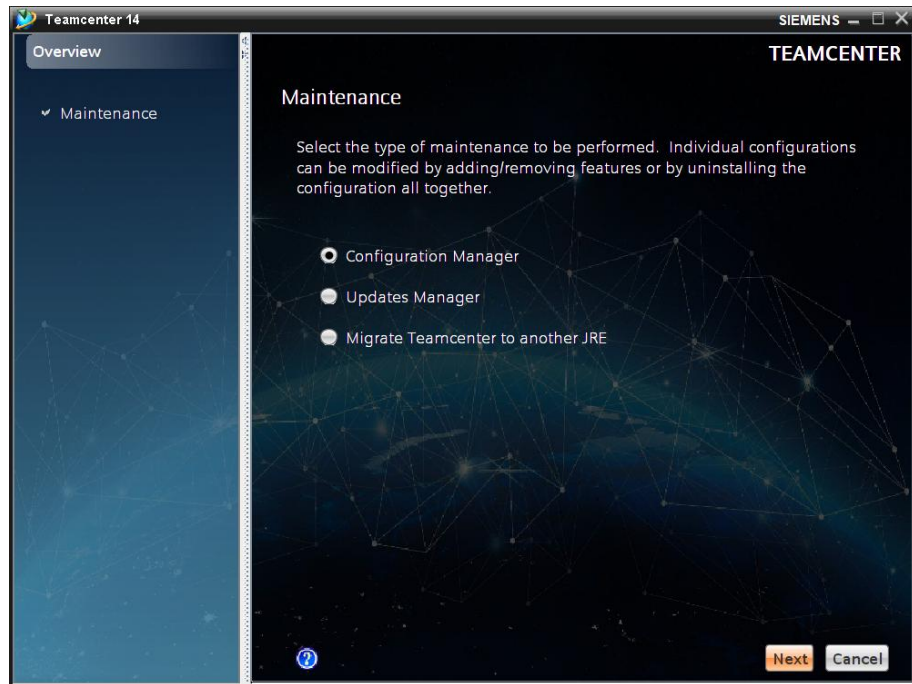 Teamcenter 14
SIEMENS
Overview
TEAMCENTER
Maintenance
Maintenance
Select the type of maintenance to be performed. Individual configurations
can be modified by adding/removing features or by uninstalling the
configuration all together.
Configuration Manager
Updates Manager
Migrate Teamcenter to another JRE
?
Next
Cancel